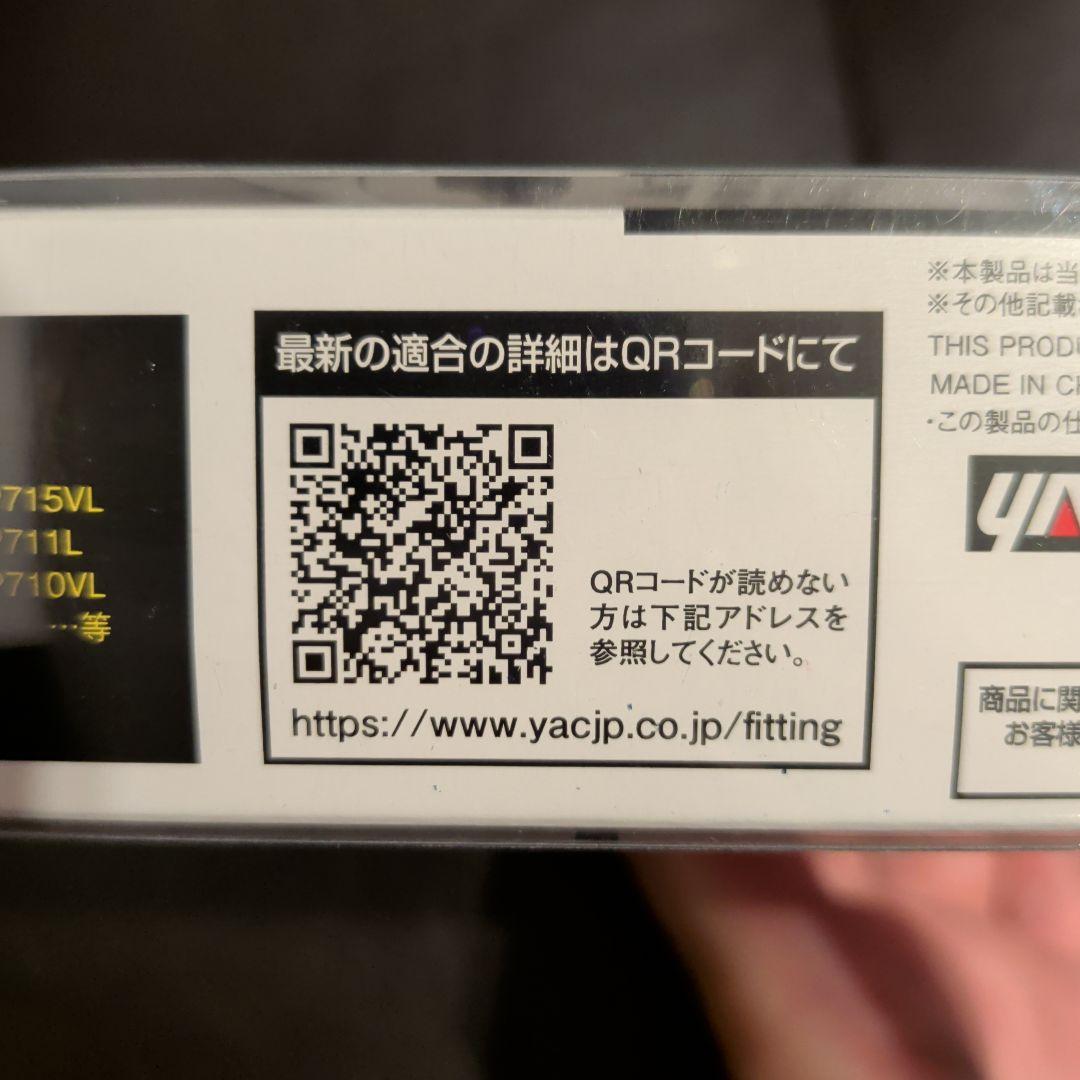 715VL
711L
710VL
…等
最新の適合の詳細はQRコードにて
QRコードが読めない
方は下記アドレスを
参照してください。
https://www.yacjp.co.jp/fitting
※本製品は当
※その他記載
THIS PRODU
MADE IN C
・この製品の仕
YA
商品に関
お客様